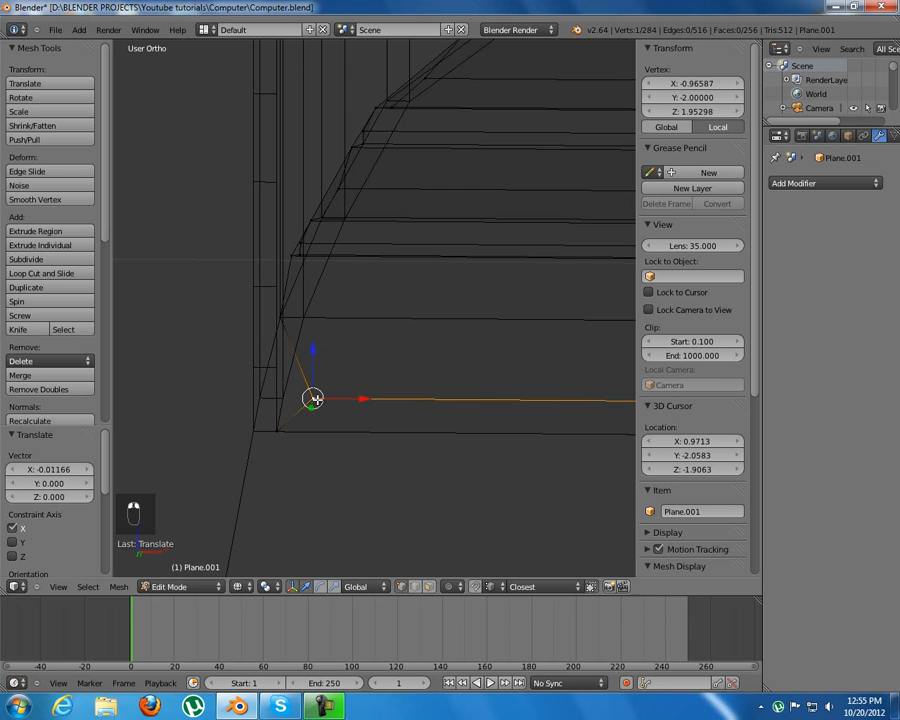 Blender* [D:\BLENDER PROJECTS\Youtube tutorials\Computer\Computer.blend]
File Add Render Window Help Default Scene Blender Render v2.64 | Verts:1/284 | Edges:0/516 | Faces:0/256 | Tris:512 | Plane.001
Mesh Tools
Transform:
Translate
Rotate
Scale
Shrink/Fatten
Push/Pull
Deform:
Edge Slide
Noise
Smooth Vertex
Add:
Extrude Region
Extrude Individual
Subdivide
Loop Cut and Slide
Duplicate
Spin
Screw
Knife Select
Remove:
Delete
Merge
Remove Doubles
Normals:
Recalculate
Translate
Vector
X: -0.01166
Y: 0.000
Z: 0.000
Constraint Axis
X
Y
Z
Orientation
User Ortho
Last: Translate
(1) Plane.001
Transform
Vertex:
X: -0.96587
Y: -2.00000
Z: 1.95298
Global Local
Grease Pencil
New
New Layer
Delete Frame Convert
View
Lens: 35.000
Lock to Object:
Lock to Cursor
Lock Camera to View
Clip:
Start: 0.100
End: 1000.000
Local Camera:
Camera
3D Cursor
Location:
X: 0.9713
Y: -2.0583
Z: -1.9063
Item
Plane.001
Display
Motion Tracking
Mesh Display
View Search All Sce
Scene
RenderLaye
World
Camera
Plane.001
Add Modifier
View Select Mesh Edit Mode Global Closest
-40 -20 0 20 40 60 80 100 120 140 160 180 200 220 240 260
View Marker Frame Playback Start: 1 End: 250 1 No Sync
12:55 PM
10/20/2012